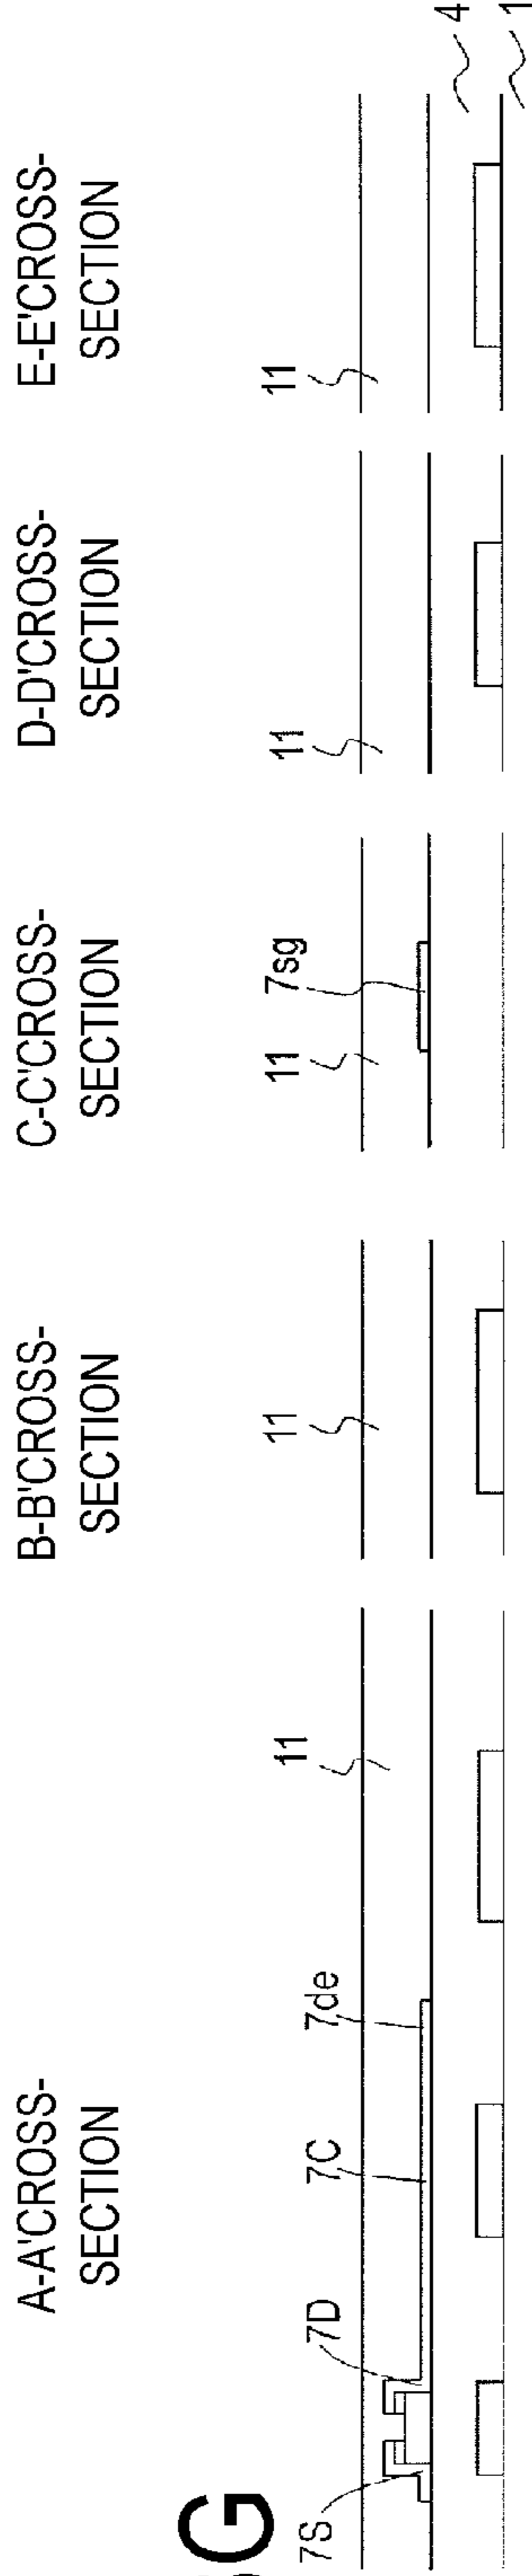 A-A'CROSS-
SECTION
B-B'CROSS-
SECTION
C-C'CROSS-
SECTION
D-D'CROSS-
SECTION
E-E'CROSS-
SECTION
G
7S
7D
7C
7de
11
11
11
7sg
11
11
4
1